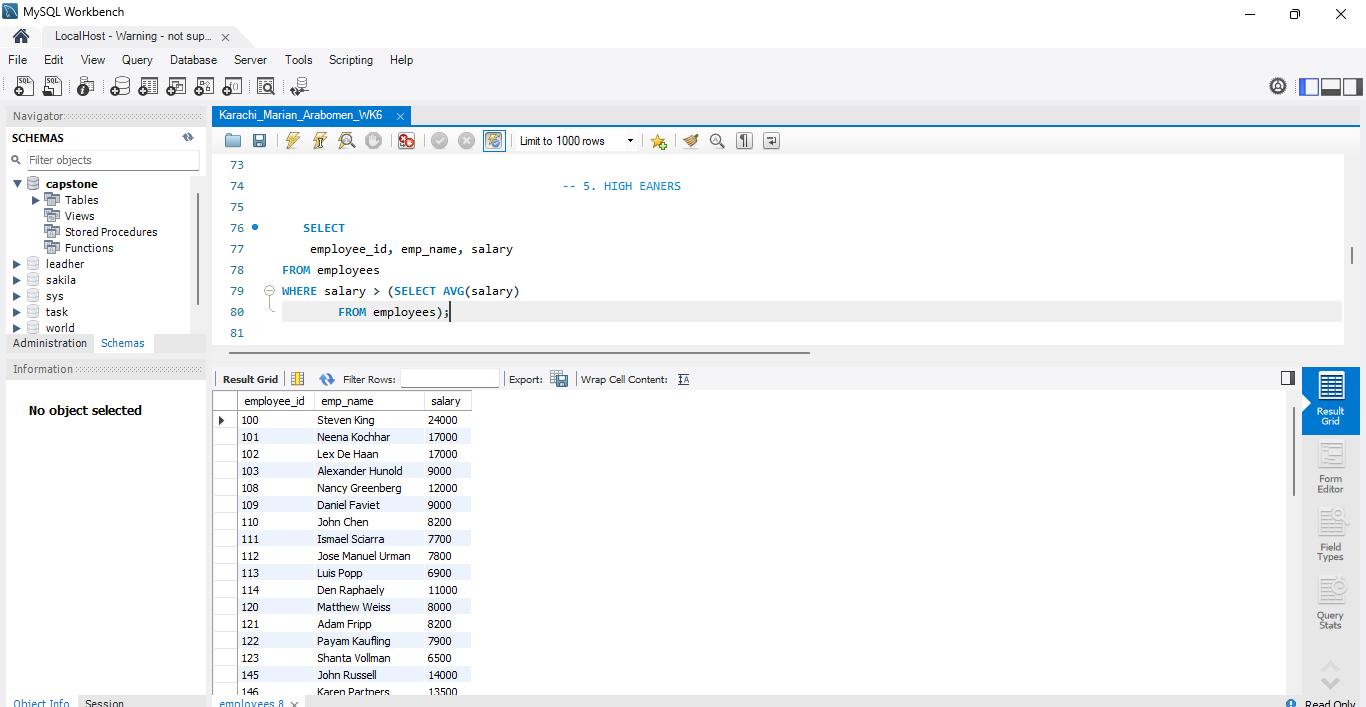 MySQL Workbench
LocalHost - Warning - not sup...
File Edit View Query Database Server Tools Scripting Help
Navigator
SCHEMAS
Filter objects
capstone
Tables
Views
Stored Procedures
Functions
leadher
sakila
sys
task
world
Administration Schemas
Information
No object selected
Object Info Session
Karachi_Marian_Arabomen_WK6
Limit to 1000 rows
73
74 -- 5. HIGH EANERS
75
76 SELECT
77 employee_id, emp_name, salary
78 FROM employees
79 WHERE salary > (SELECT AVG(salary)
80 FROM employees);
81
Result Grid Filter Rows: Export: Wrap Cell Content:
employee_id emp_name salary
100 Steven King 24000
101 Neena Kochhar 17000
102 Lex De Haan 17000
103 Alexander Hunold 9000
108 Nancy Greenberg 12000
109 Daniel Faviet 9000
110 John Chen 8200
111 Ismael Sciarra 7700
112 Jose Manuel Urman 7800
113 Luis Popp 6900
114 Den Raphaely 11000
120 Matthew Weiss 8000
121 Adam Fripp 8200
122 Payam Kaufling 7900
123 Shanta Vollman 6500
145 John Russell 14000
146 Karen Partners 13500
employees 8
Result
Grid
Form
Editor
Field
Types
Query
Stats
Read Only